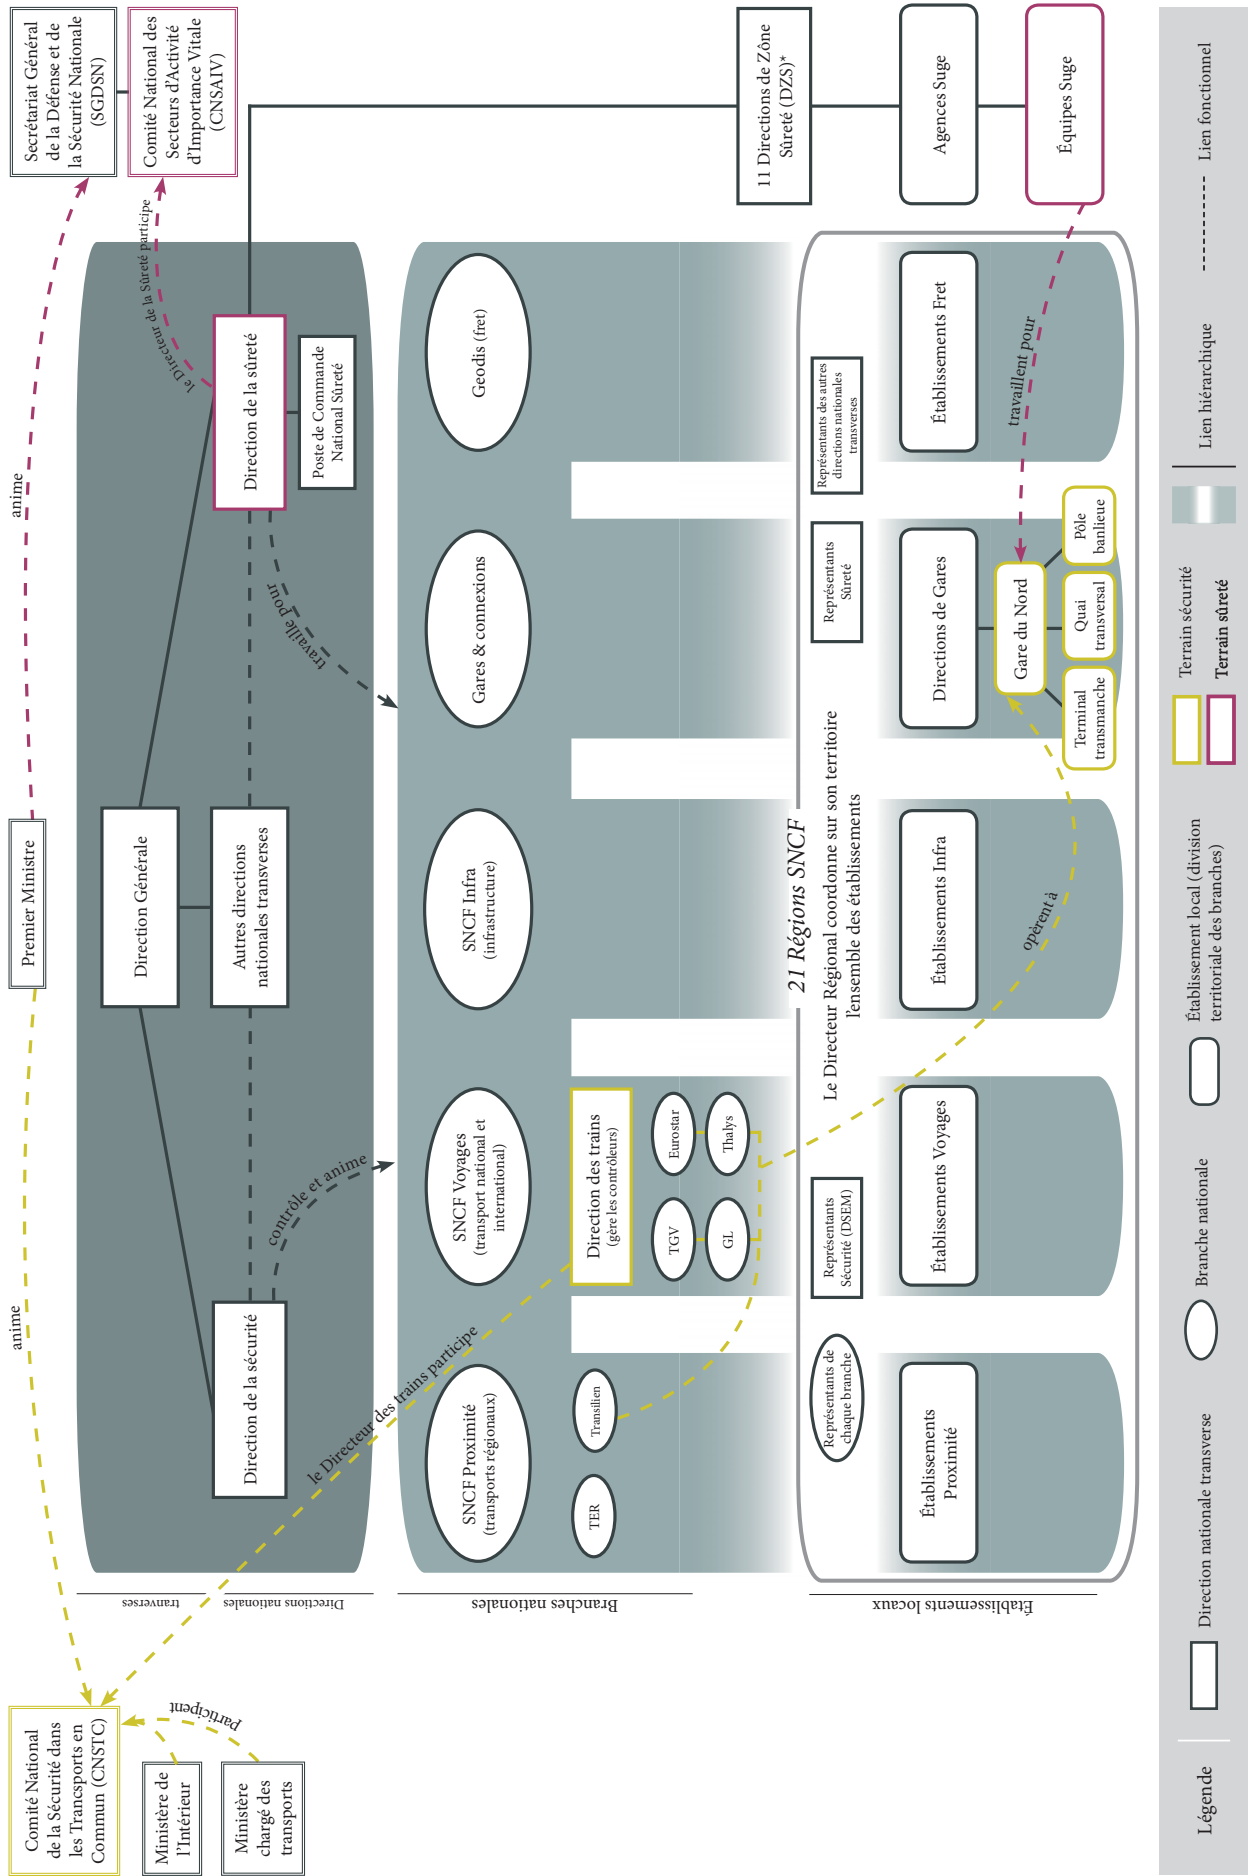 Comité National
de la Sécurité dans
les Trancsports en
Commun (CNSTC)
Ministère de
l'Intérieur
Ministère
chargé des
transports
participent
anime
Premier Ministre
anime
Secrétariat Général
de la Défense et de
la Sécurité Nationale
(SGDSN)
Comité National des
Secteurs d'Activité
d'Importance Vitale
(CNSAIV)
le Directeur de la Sûreté participe
Directions nationales
tranverses
Direction Générale
Direction de la sécurité
Autres directions
nationales transverses
Direction de la sûreté
Poste de Commande
National Sûreté
contrôle et anime
travaille pour
le Directeur des trains participe
Branches nationales
SNCF Proximité
(transports régionaux)
SNCF Voyages
(transport national et
international)
SNCF Infra
(infrastructure)
Gares & connexions
Geodis (fret)
TER
Transilien
Direction des trains
(gère les contrôleurs)
TGV
Eurostar
GL
Thalys
11 Directions de Zône
Sûreté (DZS)*
Agences Suge
Équipes Suge
Établissements locaux
21 Régions SNCF
Le Directeur Régional coordonne sur son territoire
l'ensemble des établissements
Représentants de
chaque branche
Représentants
Sécurité (DSEM)
Représentants
Sûreté
Représentants des autres
directions nationales
transverses
Établissements
Proximité
Établissements Voyages
Établissements Infra
Directions de Gares
Établissements Fret
opèrent à
travaillent pour
Gare du Nord
Terminal
transmanche
Quai
transversal
Pôle
banlieue
Légende
Direction nationale transverse
Branche nationale
Établissement local (division
territoriale des branches)
Terrain sécurité
Terrain sûreté
Lien hiérarchique
Lien fonctionnel